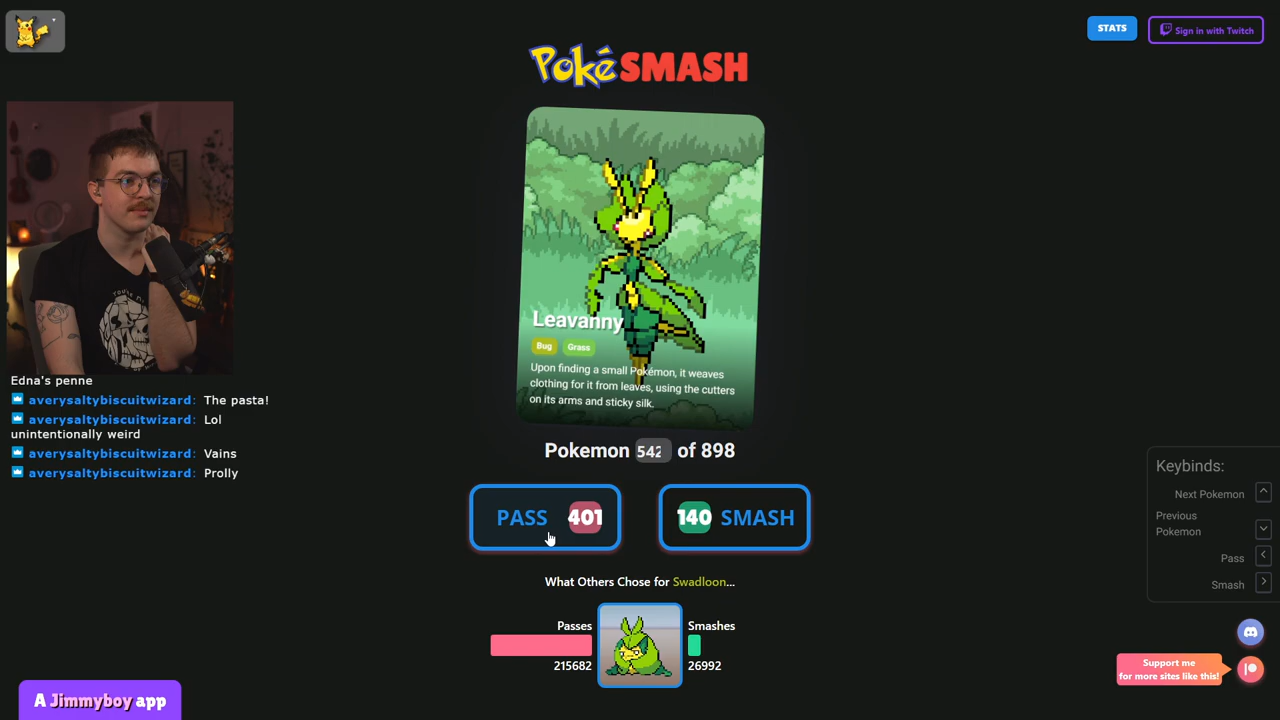 STATS
Sign in with Twitch
PokéSMASH
Leavanny
Bug Grass
Upon finding a small Pokémon, it weaves
clothing for it from leaves, using the cutters
on its arms and sticky silk.
Pokemon 542 of 898
PASS 401
140 SMASH
What Others Chose for Swadloon...
Passes
215682
Smashes
26992
Edna's penne
averysaltybiscuitwizard: The pasta!
averysaltybiscuitwizard: Lol
unintentionally weird
averysaltybiscuitwizard: Vains
averysaltybiscuitwizard: Prolly
Keybinds:
Next Pokemon
Previous
Pokemon
Pass
Smash
Support me
for more sites like this!
A Jimmyboy app